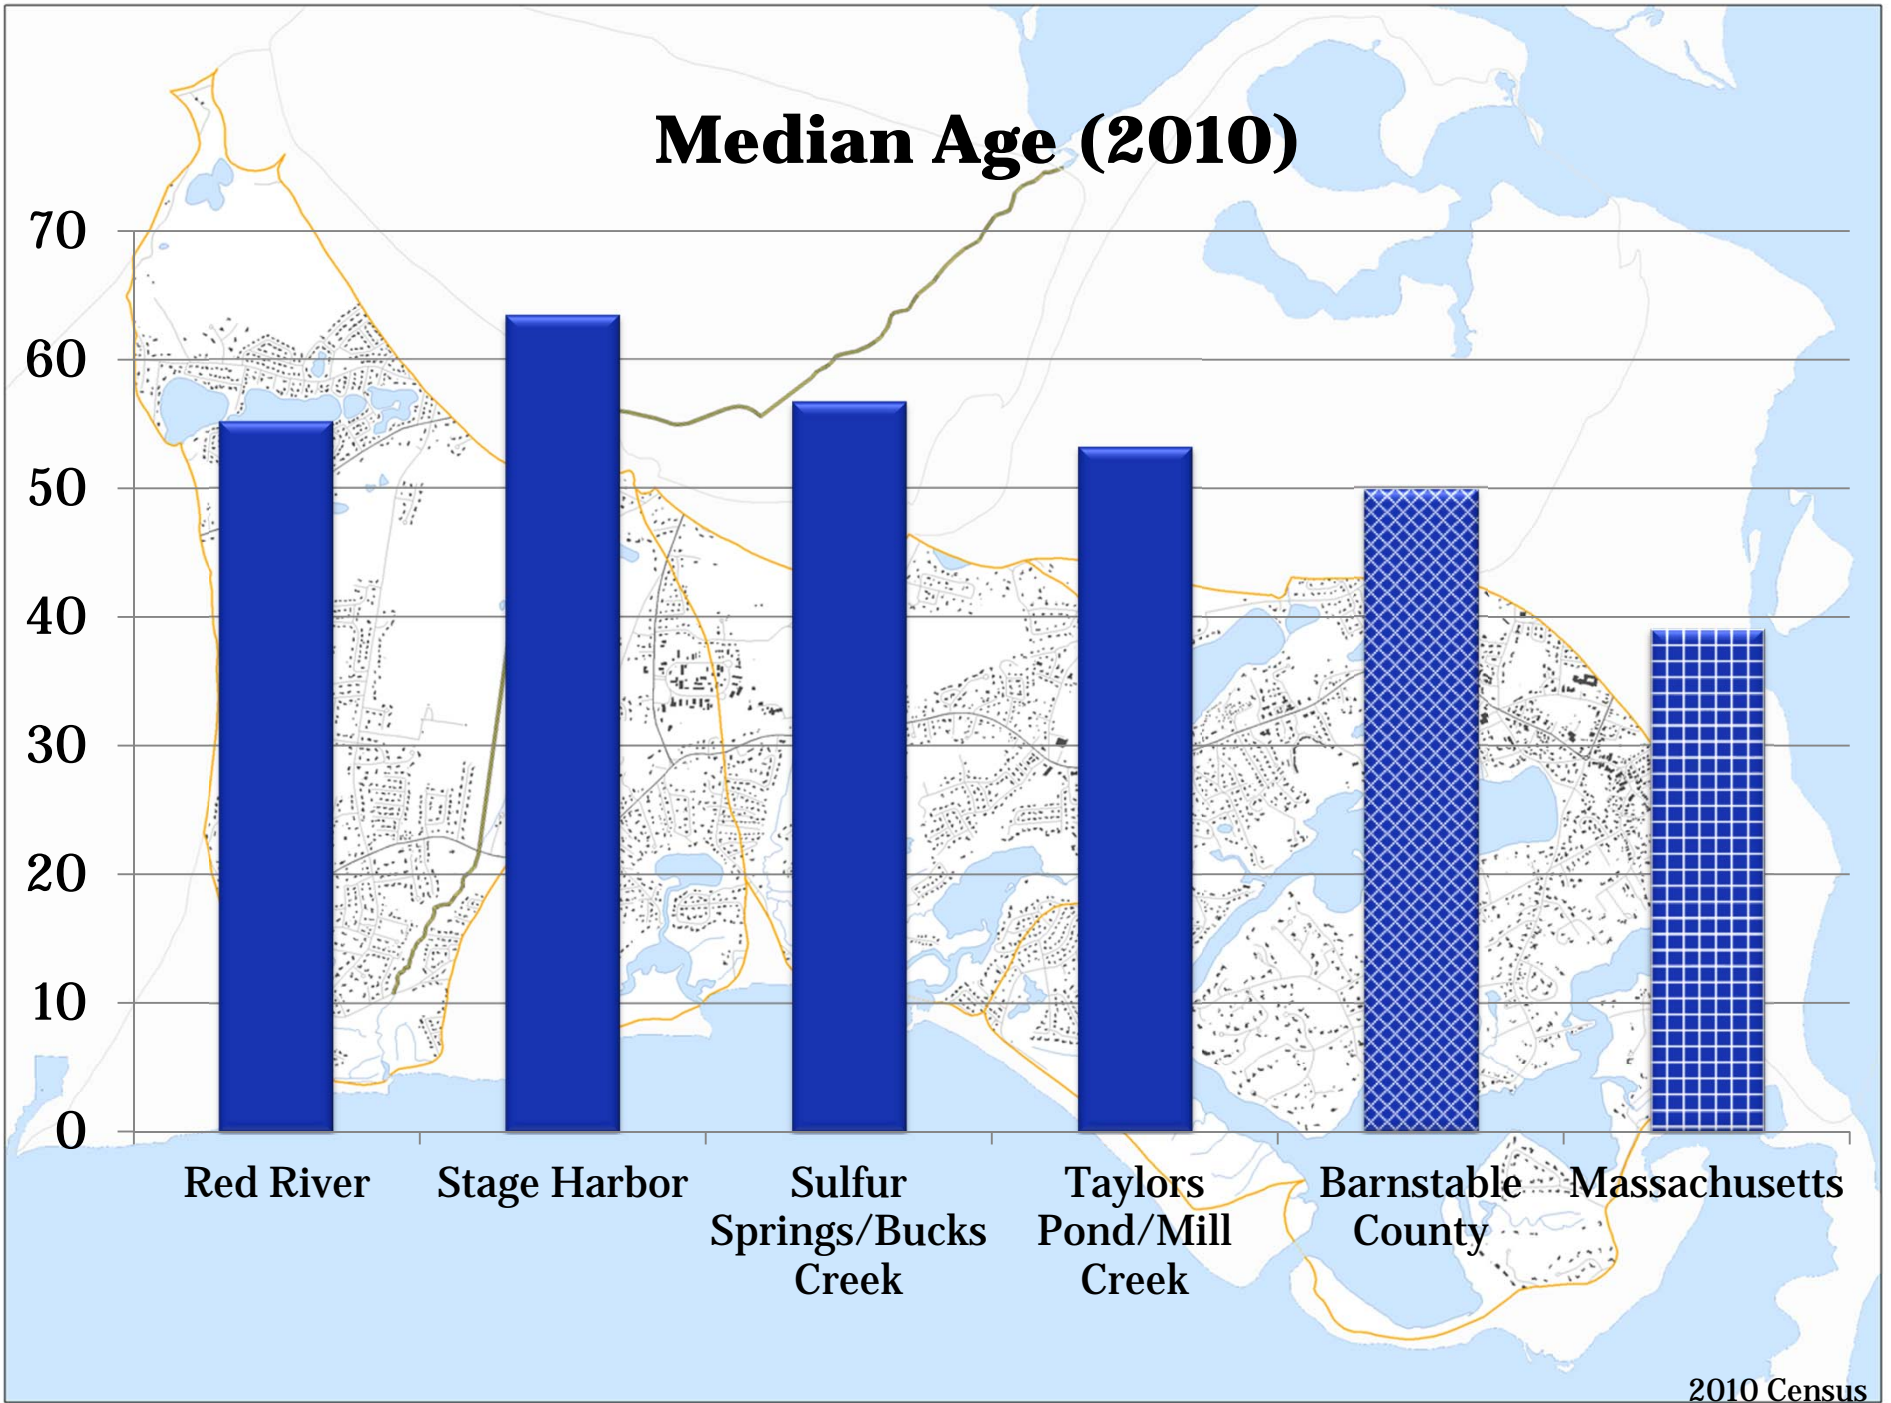 Median Age (2010)
70
60
50
40
30
20
10
0
Red River
Stage Harbor
Sulfur
Springs/Bucks
Creek
Taylors
Pond/Mill
Creek
Barnstable
County
Massachusetts
2010 Census